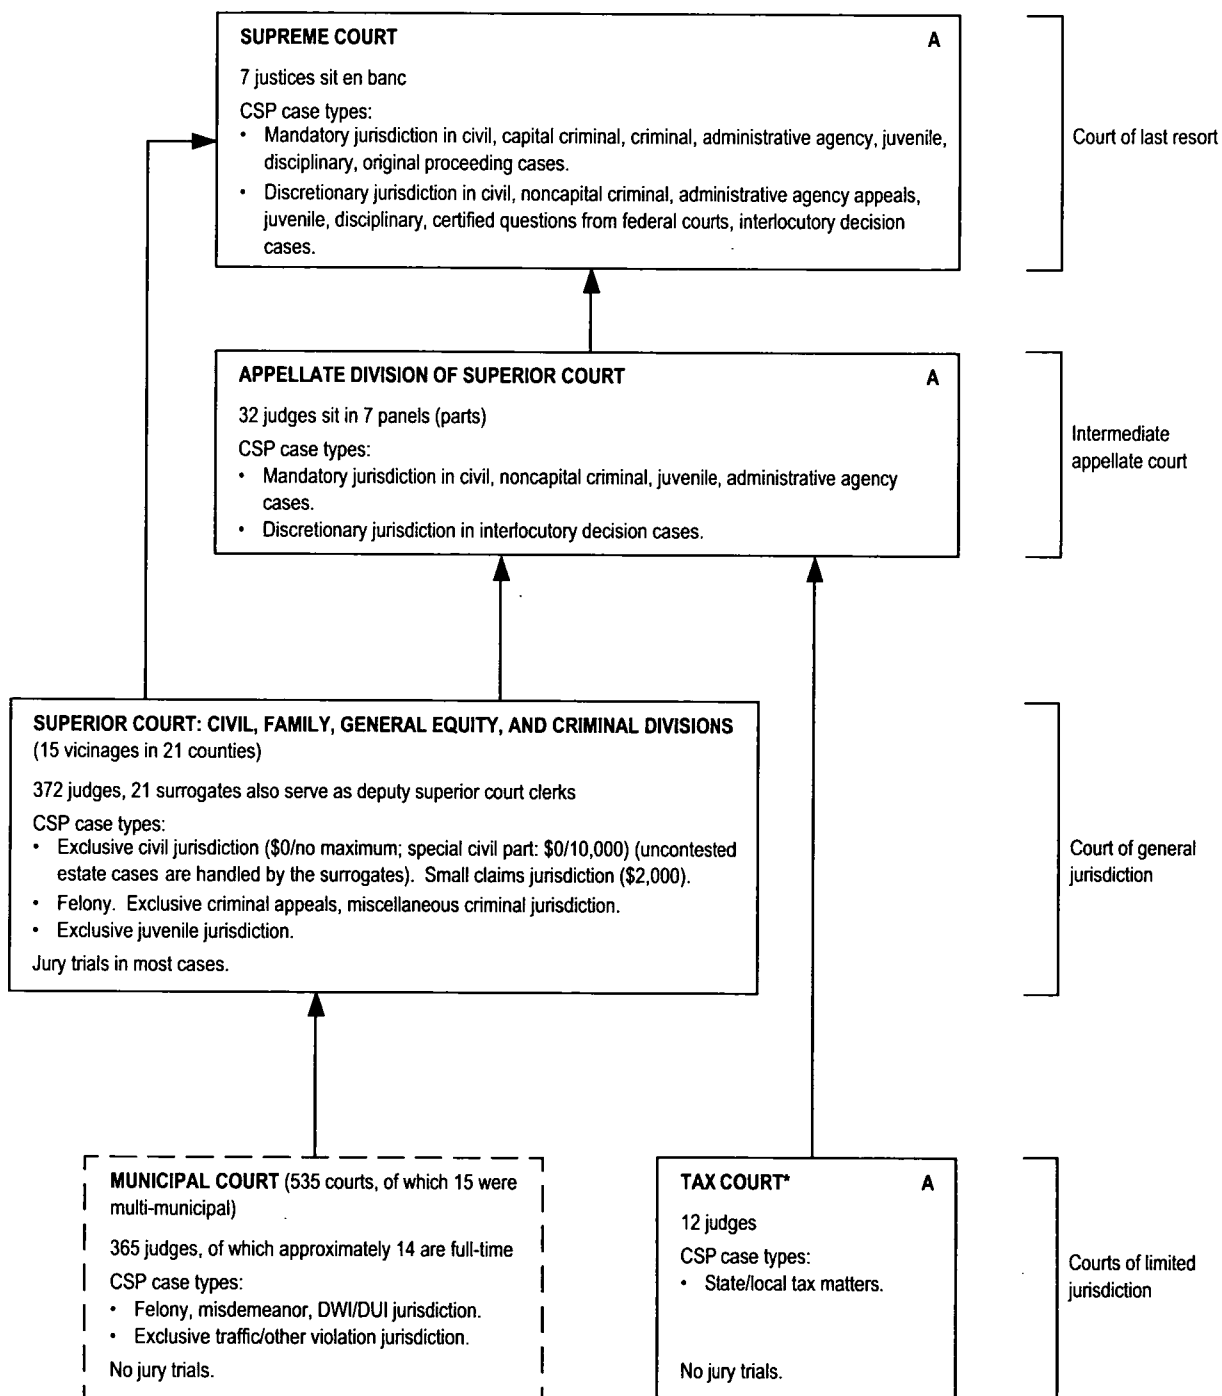 SUPREME COURT A
7 justices sit en banc
CSP case types:
• Mandatory jurisdiction in civil, capital criminal, criminal, administrative agency, juvenile,
disciplinary, original proceeding cases.
• Discretionary jurisdiction in civil, noncapital criminal, administrative agency appeals,
juvenile, disciplinary, certified questions from federal courts, interlocutory decision
cases.
Court of last resort
APPELLATE DIVISION OF SUPERIOR COURT A
32 judges sit in 7 panels (parts)
CSP case types:
• Mandatory jurisdiction in civil, noncapital criminal, juvenile, administrative agency
cases.
• Discretionary jurisdiction in interlocutory decision cases.
Intermediate
appellate court
SUPERIOR COURT: CIVIL, FAMILY, GENERAL EQUITY, AND CRIMINAL DIVISIONS
(15 vicinages in 21 counties)
372 judges, 21 surrogates also serve as deputy superior court clerks
CSP case types:
• Exclusive civil jurisdiction ($0/no maximum; special civil part: $0/10,000) (uncontested
estate cases are handled by the surrogates). Small claims jurisdiction ($2,000).
• Felony. Exclusive criminal appeals, miscellaneous criminal jurisdiction.
• Exclusive juvenile jurisdiction.
Jury trials in most cases.
Court of general
jurisdiction
MUNICIPAL COURT (535 courts, of which 15 were
multi-municipal)
365 judges, of which approximately 14 are full-time
CSP case types:
• Felony, misdemeanor, DWI/DUI jurisdiction.
• Exclusive traffic/other violation jurisdiction.
No jury trials.
TAX COURT* A
12 judges
CSP case types:
• State/local tax matters.
No jury trials.
Courts of limited
jurisdiction